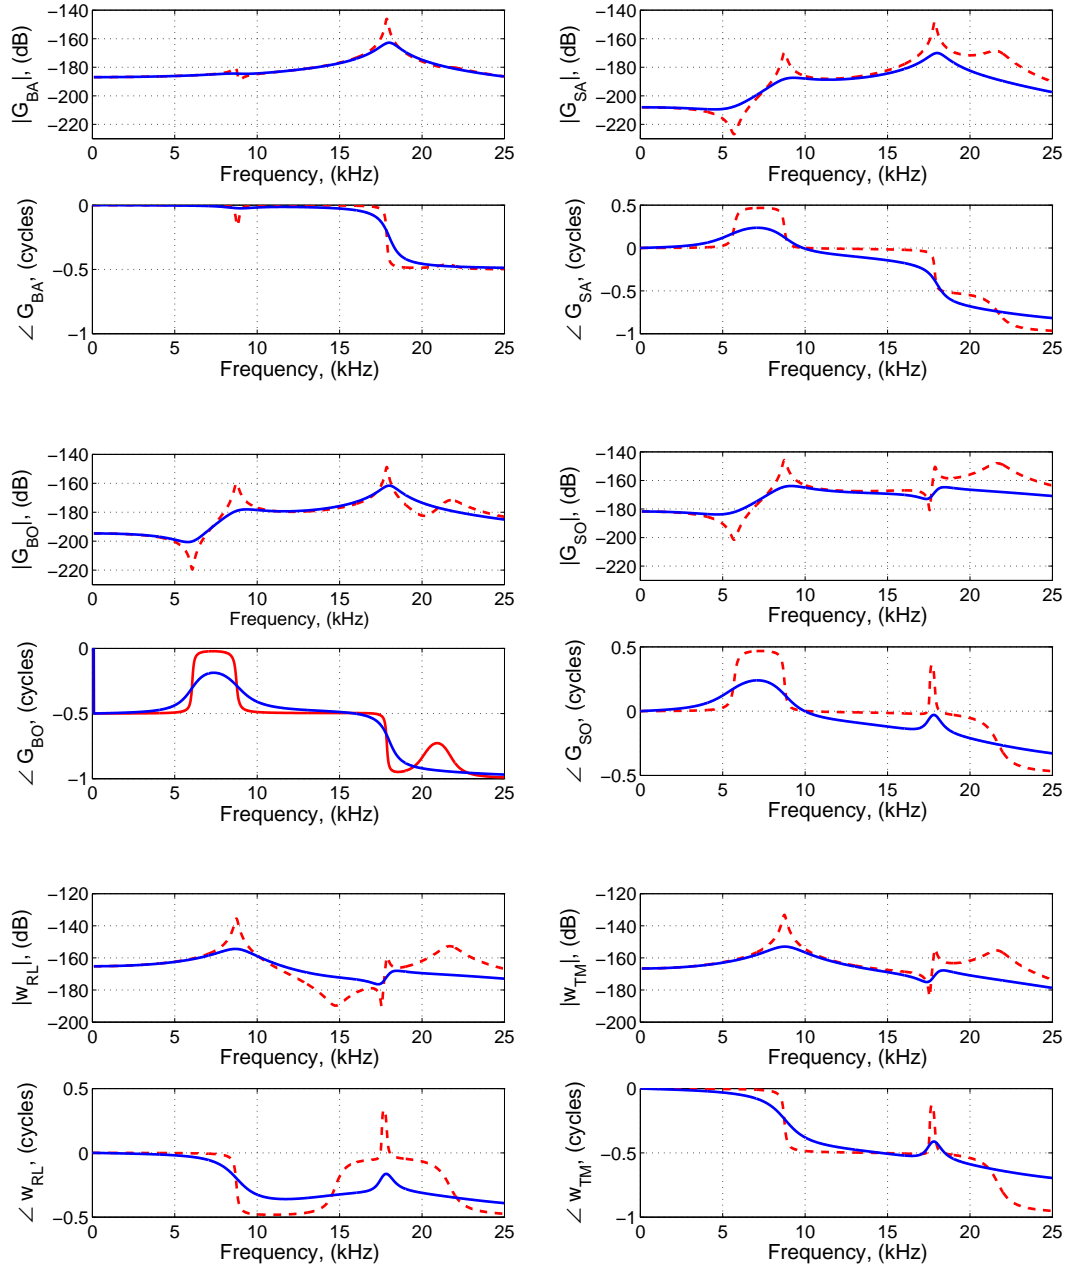 |G_BA|, (dB)
−140
−160
−180
−200
−220
0 5 10 15 20 25
Frequency, (kHz)
|G_SA|, (dB)
−140
−160
−180
−200
−220
0 5 10 15 20 25
Frequency, (kHz)
∠ G_BA, (cycles)
0
−0.5
−1
0 5 10 15 20 25
Frequency, (kHz)
∠ G_SA, (cycles)
0.5
0
−0.5
−1
0 5 10 15 20 25
Frequency, (kHz)
|G_BO|, (dB)
−140
−160
−180
−200
−220
0 5 10 15 20 25
Frequency, (kHz)
|G_SO|, (dB)
−140
−160
−180
−200
−220
0 5 10 15 20 25
Frequency, (kHz)
∠ G_BO, (cycles)
0
−0.5
−1
0 5 10 15 20 25
Frequency, (kHz)
∠ G_SO, (cycles)
0.5
0
−0.5
0 5 10 15 20 25
Frequency, (kHz)
|w_RL|, (dB)
−120
−140
−160
−180
−200
0 5 10 15 20 25
Frequency, (kHz)
|w_TM|, (dB)
−120
−140
−160
−180
−200
0 5 10 15 20 25
Frequency, (kHz)
∠ w_RL, (cycles)
0.5
0
−0.5
0 5 10 15 20 25
Frequency, (kHz)
∠ w_TM, (cycles)
0
−0.5
−1
0 5 10 15 20 25
Frequency, (kHz)